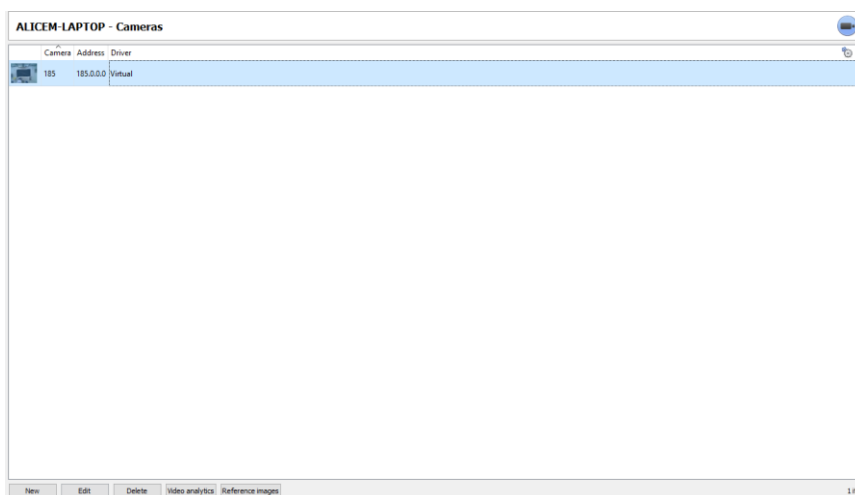 ALICEM-LAPTOP - Cameras
Camera Address Driver
185 185.0.0.0 Virtual
New Edit Delete Video analytics Reference images